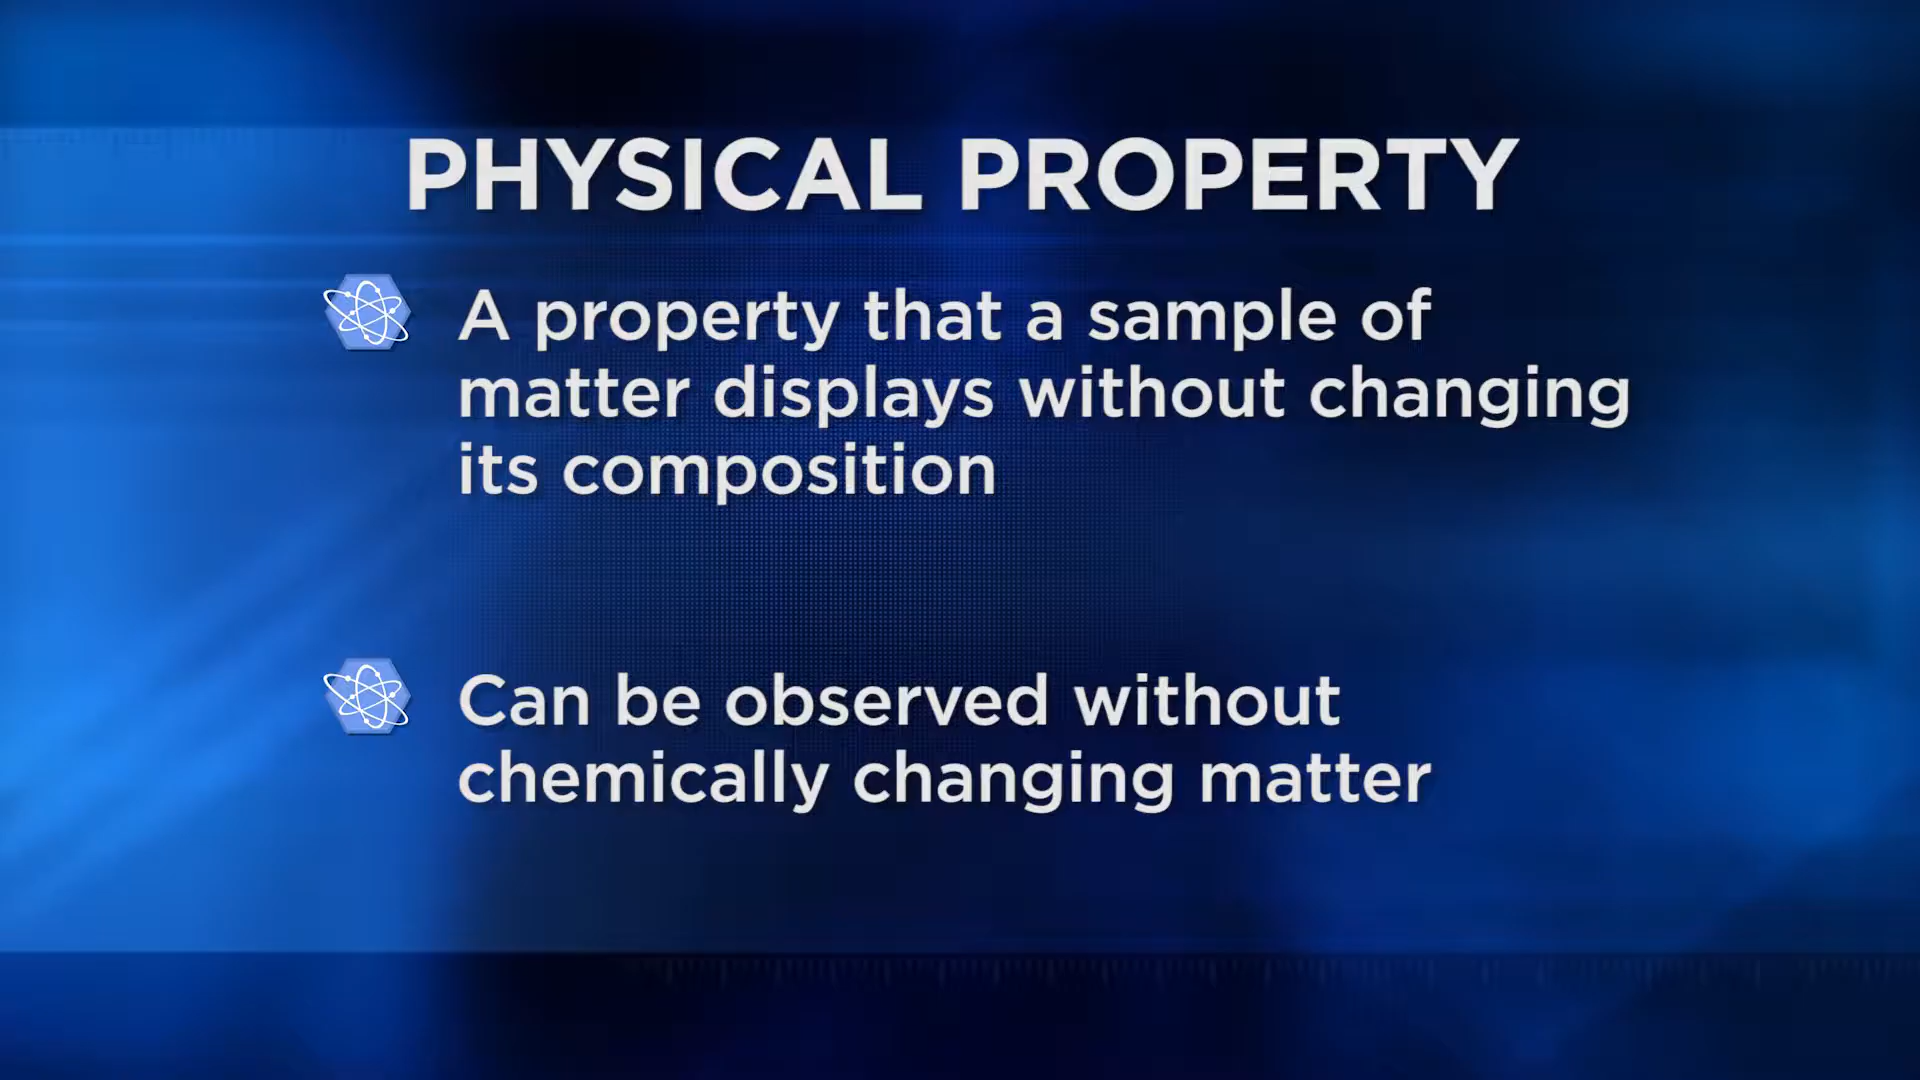 PHYSICAL PROPERTY
A property that a sample of
matter displays without changing
its composition
Can be observed without
chemically changing matter